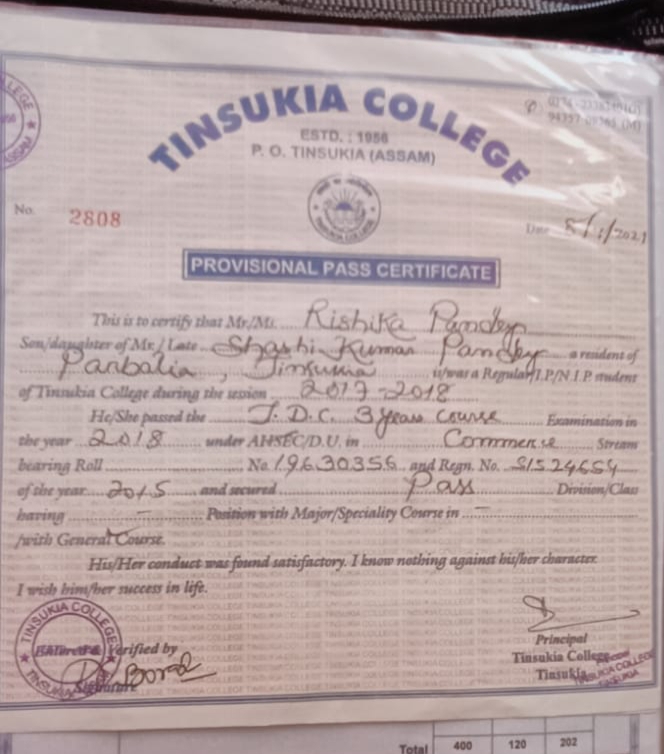 TINSUKIA COLLEGE
ESTD. : 1956
P. O. TINSUKIA (ASSAM)
No. 2808
TINSUKIA COLLEGE
PROVISIONAL PASS CERTIFICATE
This is to certify that Mr./Ms. Rishika Pandey
Son/daughter of Mr./ Late Shashi Kumar Pandey a resident of
Parbatia, Tinsukia is/was a Regular/I.P/N.I.P student
of Tinsukia College during the session 2017-2018
He/She passed the T.D.C. 3 years course Examination in
the year 2018 under AHSEC/D.U. in Commerce Stream
bearing Roll No. 19630356 and Regn. No. S1524654
of the year 2015 and secured Pass Division/Class
having - Position with Major/Speciality Course in -
/with General Course.
His/Her conduct was found satisfactory. I know nothing against his/her character.
I wish him/her success in life.
TINSUKIA COLLEGE
Verified by
Signature
Principal
Tinsukia College
Tinsukia
Total 400 120 202